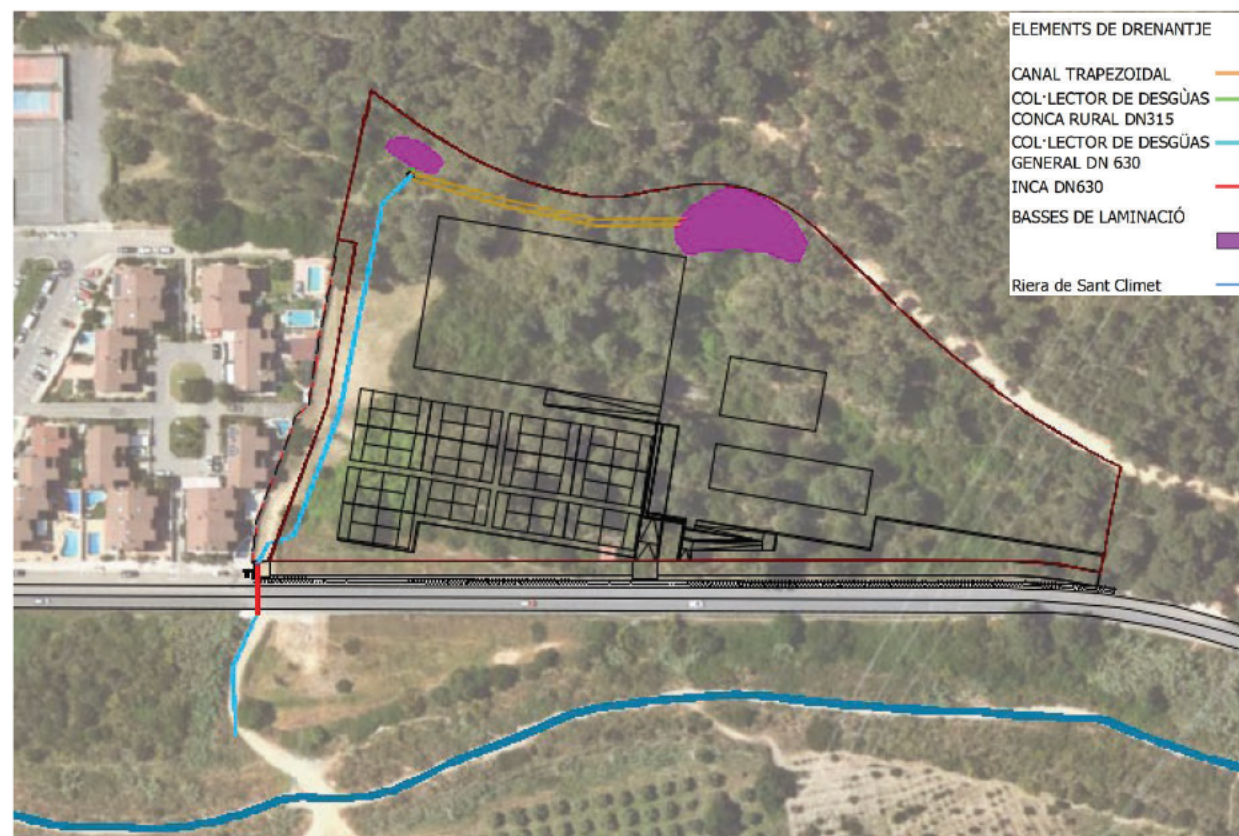 ELEMENTS DE DRENANTJE
CANAL TRAPEZOIDAL
COL·LECTOR DE DESGÙAS
CONCA RURAL DN315
COL·LECTOR DE DESGÜAS
GENERAL DN 630
INCA DN630
BASSES DE LAMINACIÓ
Riera de Sant Climet